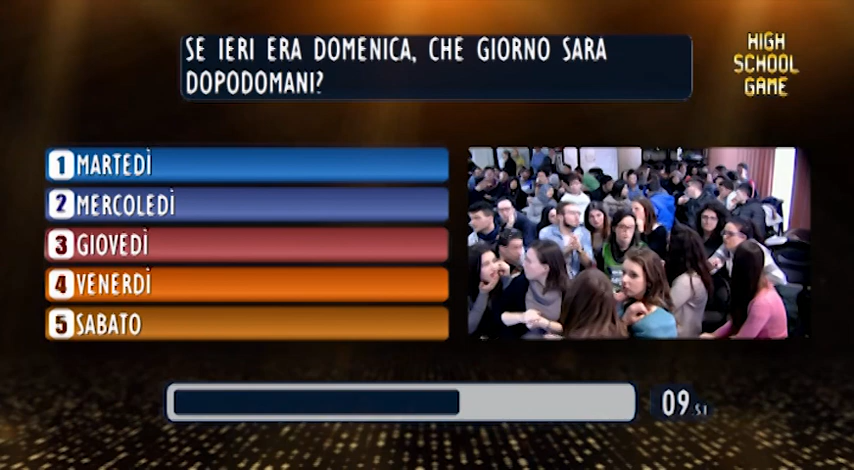 SE IERI ERA DOMENICA, CHE GIORNO SARA
DOPODOMANI?
HIGH
SCHOOL
GAME
1 MARTEDÌ
2 MERCOLEDÌ
3 GIOVEDÌ
4 VENERDÌ
5 SABATO
09.51